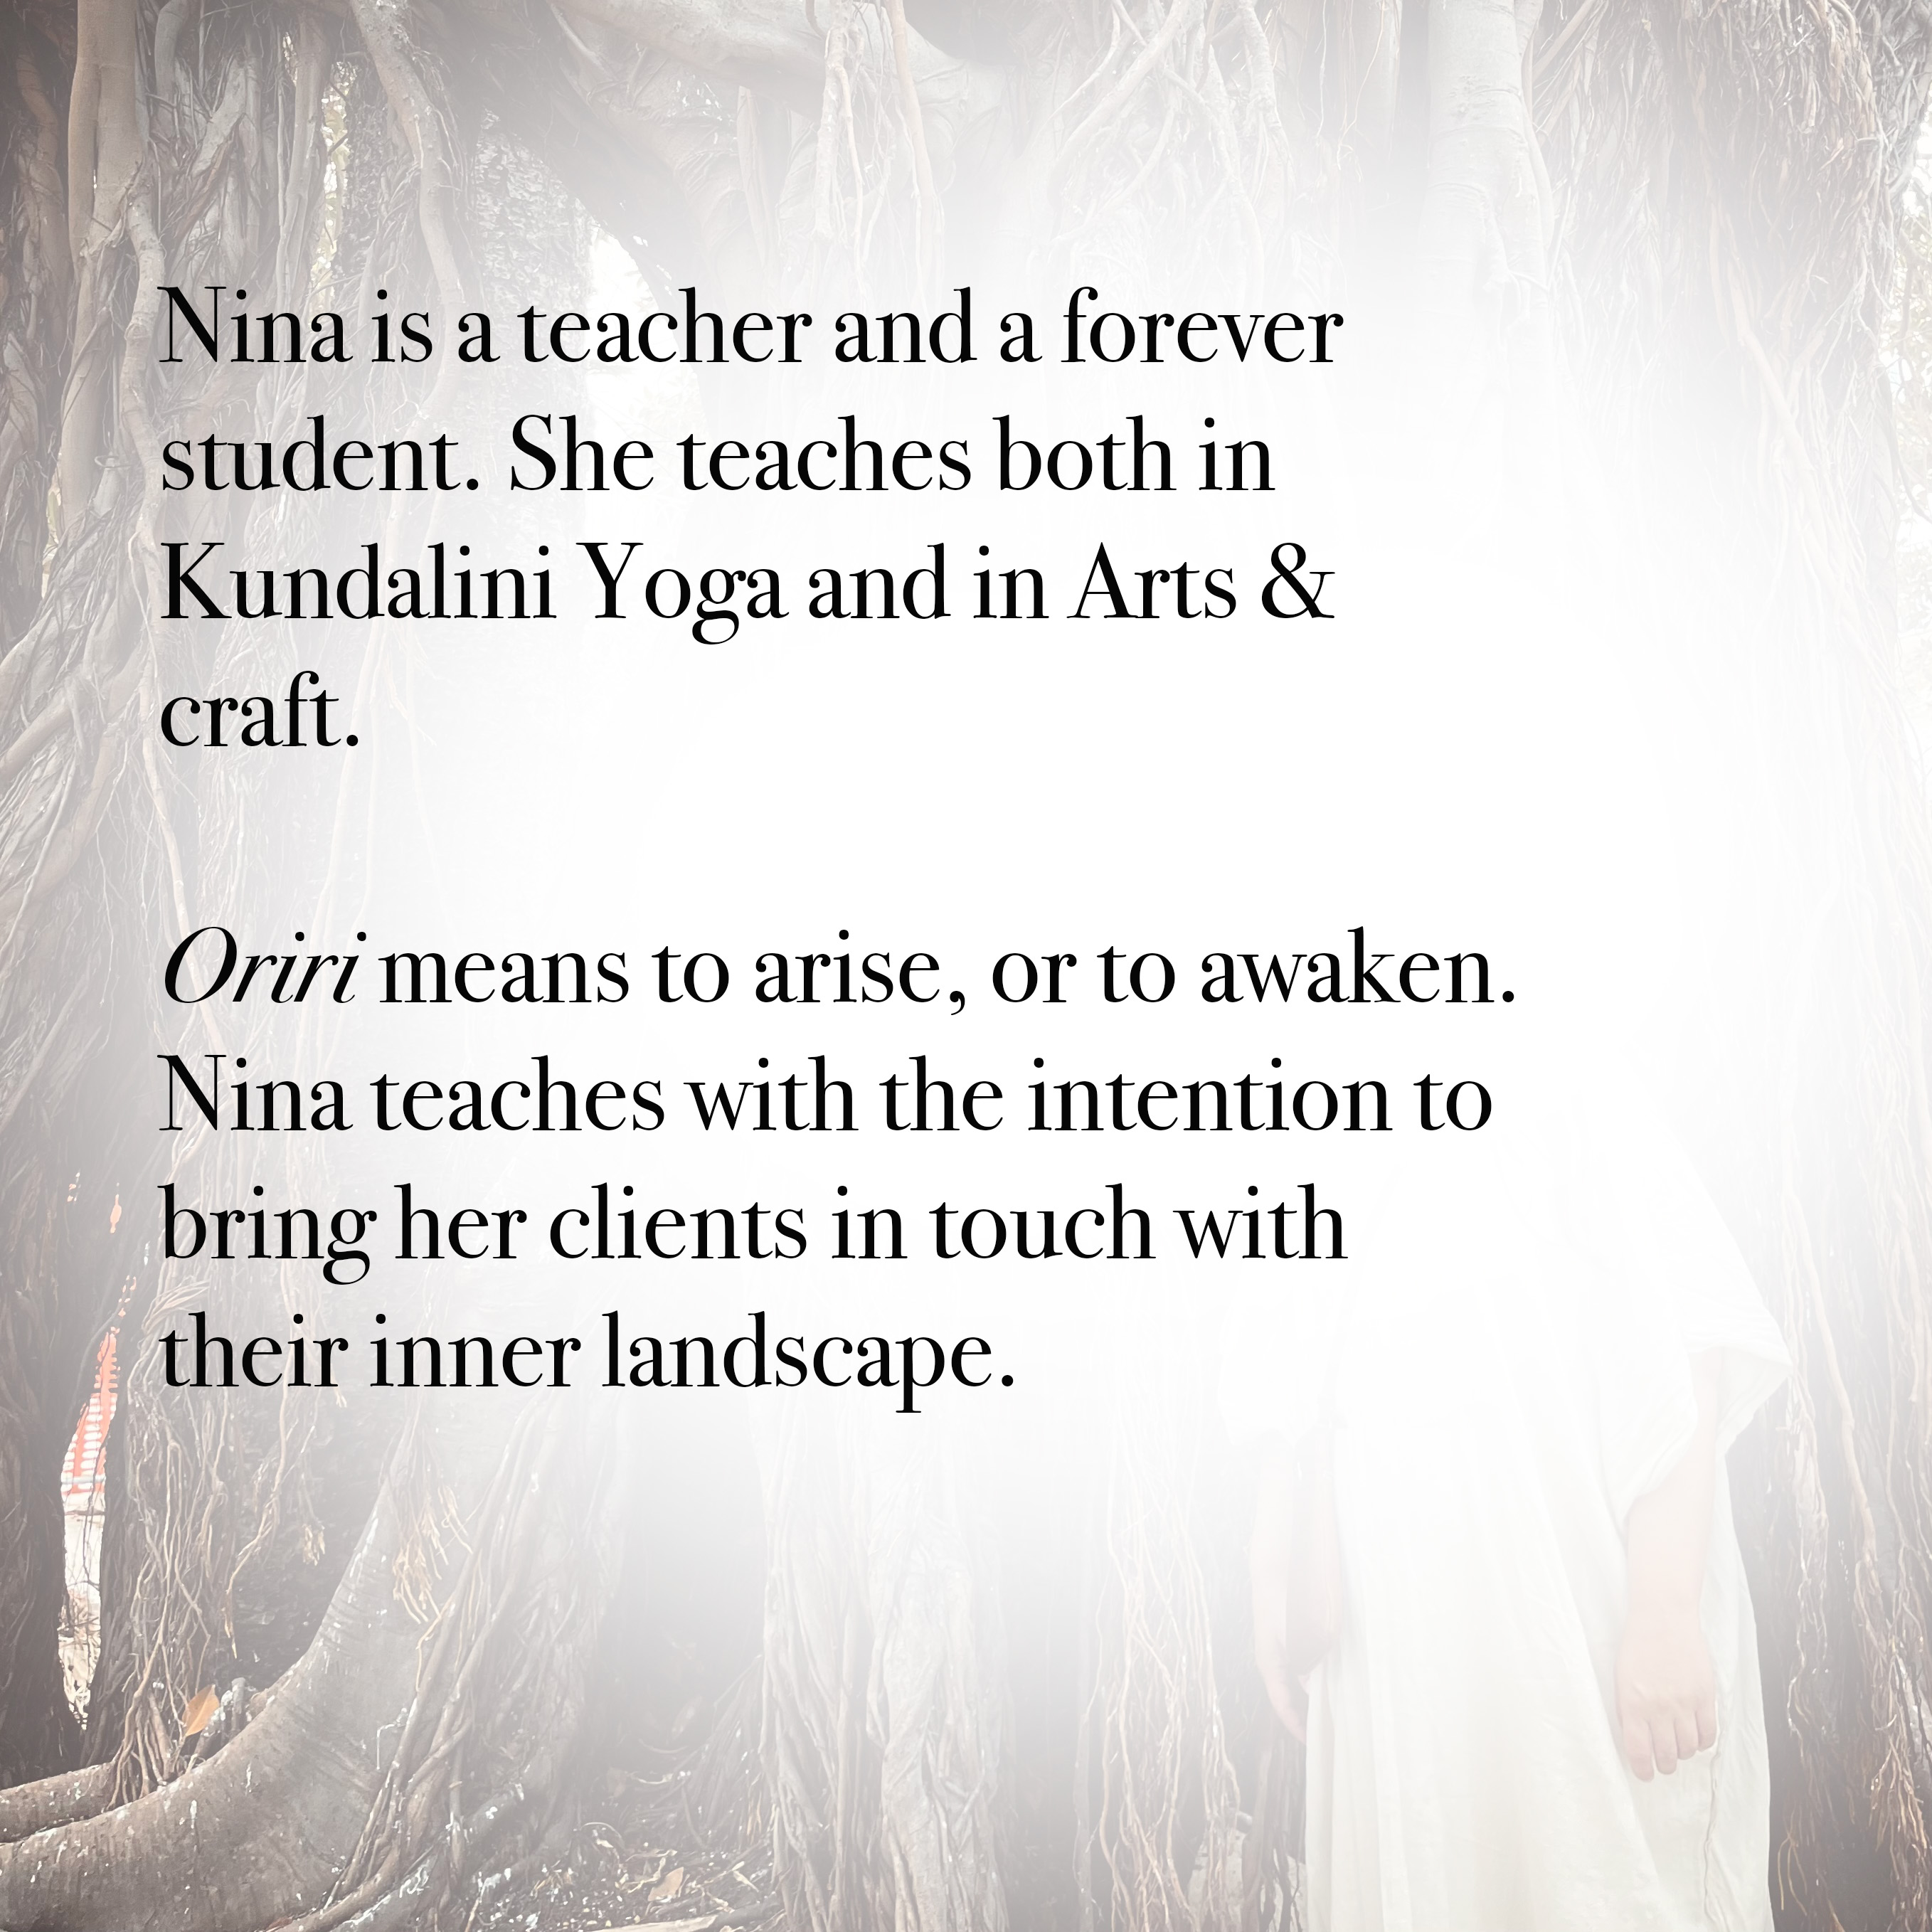 Nina is a teacher and a forever
student. She teaches both in
Kundalini Yoga and in Arts &
craft.
Oriri means to arise, or to awaken.
Nina teaches with the intention to
bring her clients in touch with
their inner landscape.